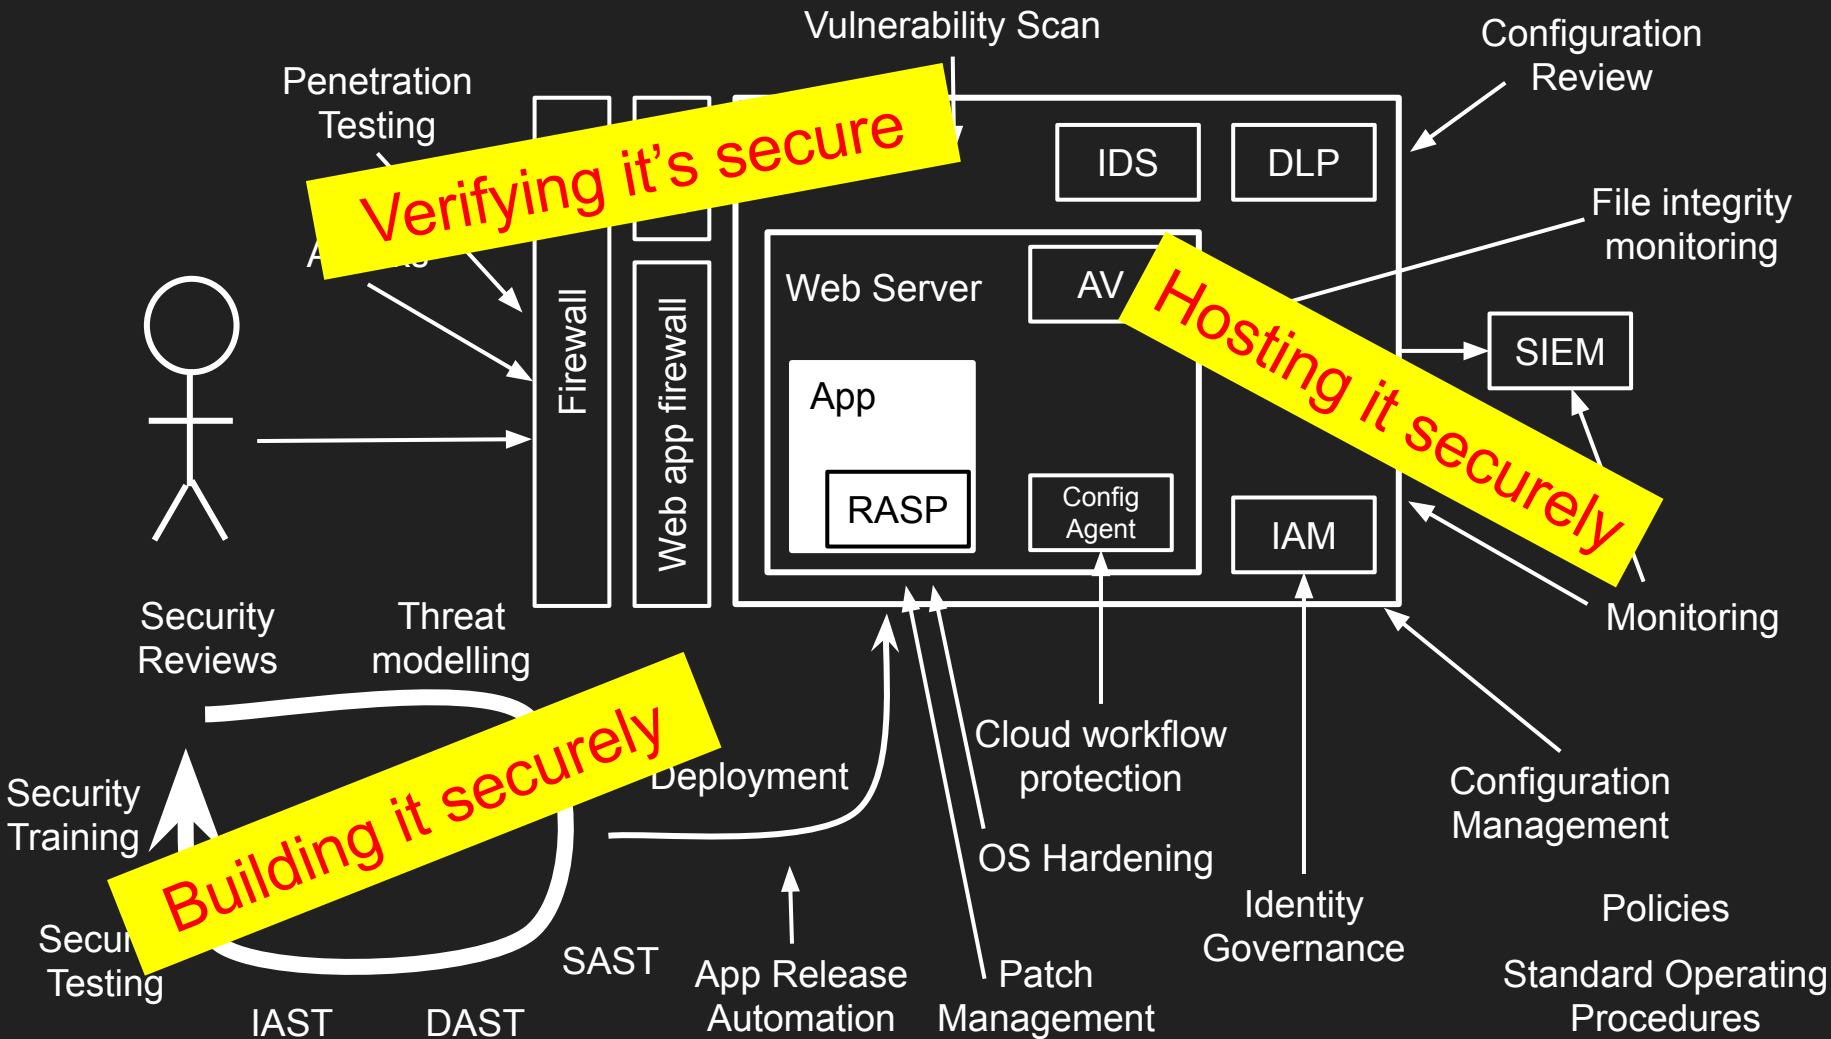 Vulnerability Scan
Configuration
Review
Penetration
Testing
Verifying it's secure
IDS
DLP
File integrity
monitoring
Firewall
Web app firewall
Web Server
AV
Hosting it securely
SIEM
App
RASP
Config
Agent
IAM
Monitoring
Security
Reviews
Threat
modelling
Building it securely
Security
Training
Deployment
Cloud workflow
protection
Configuration
Management
OS Hardening
Identity
Governance
Policies
Testing
SAST
App Release
Automation
Patch
Management
Standard Operating
Procedures
IAST
DAST